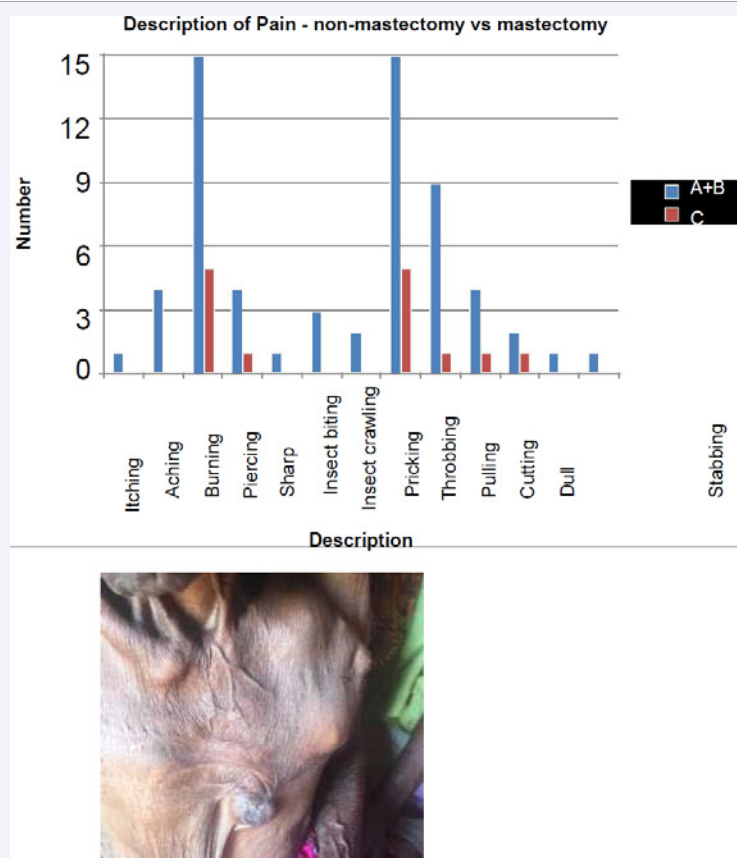 Description of Pain - non-mastectomy vs mastectomy
15
12
9
6
3
0
Number
A+B
C
Itching
Aching
Burning
Piercing
Sharp
Insect biting
Insect crawling
Pricking
Throbbing
Pulling
Cutting
Dull
Stabbing
Description